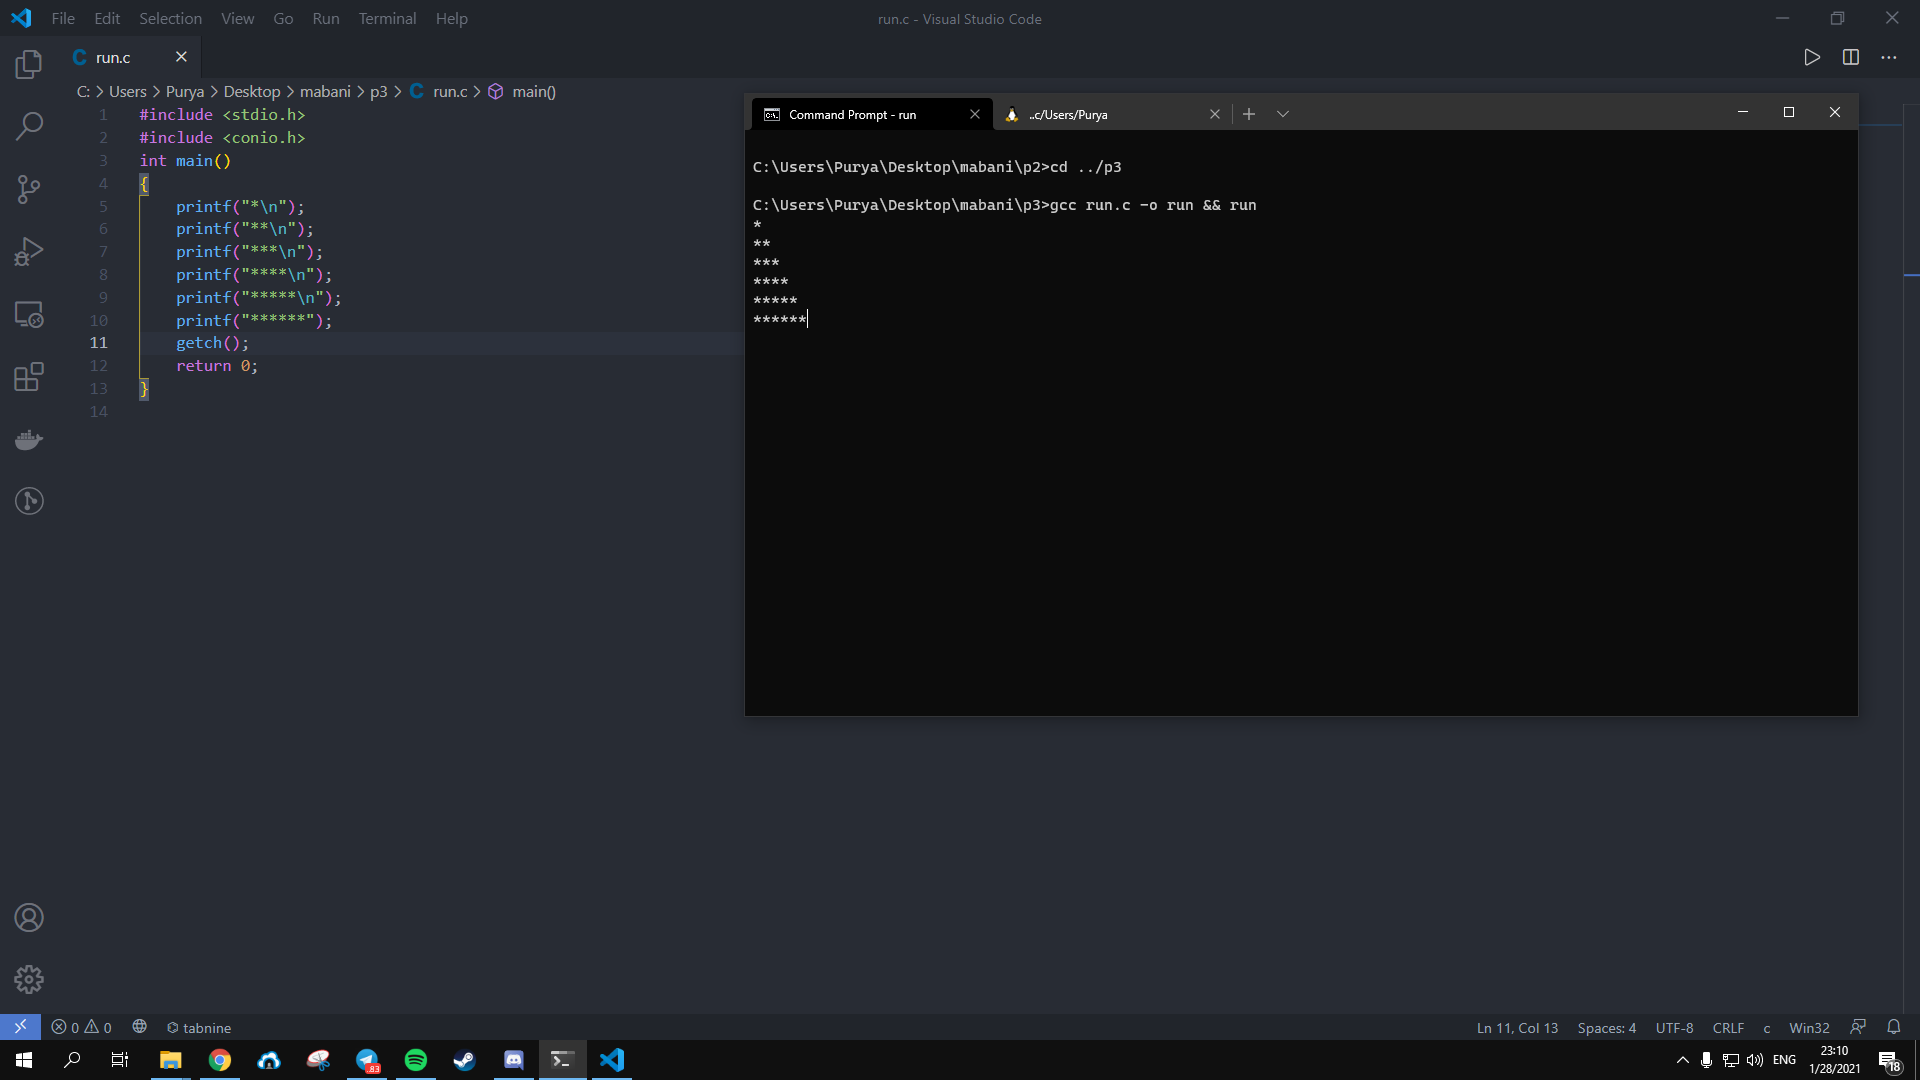 File Edit Selection View Go Run Terminal Help
run.c - Visual Studio Code
run.c
C: > Users > Purya > Desktop > mabani > p3 > C run.c > main()
1 #include <stdio.h>
2 #include <conio.h>
3 int main()
4 {
5 printf("*\n");
6 printf("**\n");
7 printf("***\n");
8 printf("****\n");
9 printf("*****\n");
10 printf("******");
11 getch();
12 return 0;
13 }
14
Command Prompt - run
..c/Users/Purya
C:\Users\Purya\Desktop\mabani\p2>cd ../p3
C:\Users\Purya\Desktop\mabani\p3>gcc run.c -o run && run
*
**
***
****
*****
******
0 0 tabnine
Ln 11, Col 13 Spaces: 4 UTF-8 CRLF c Win32
83
ENG
23:10
1/28/2021
18